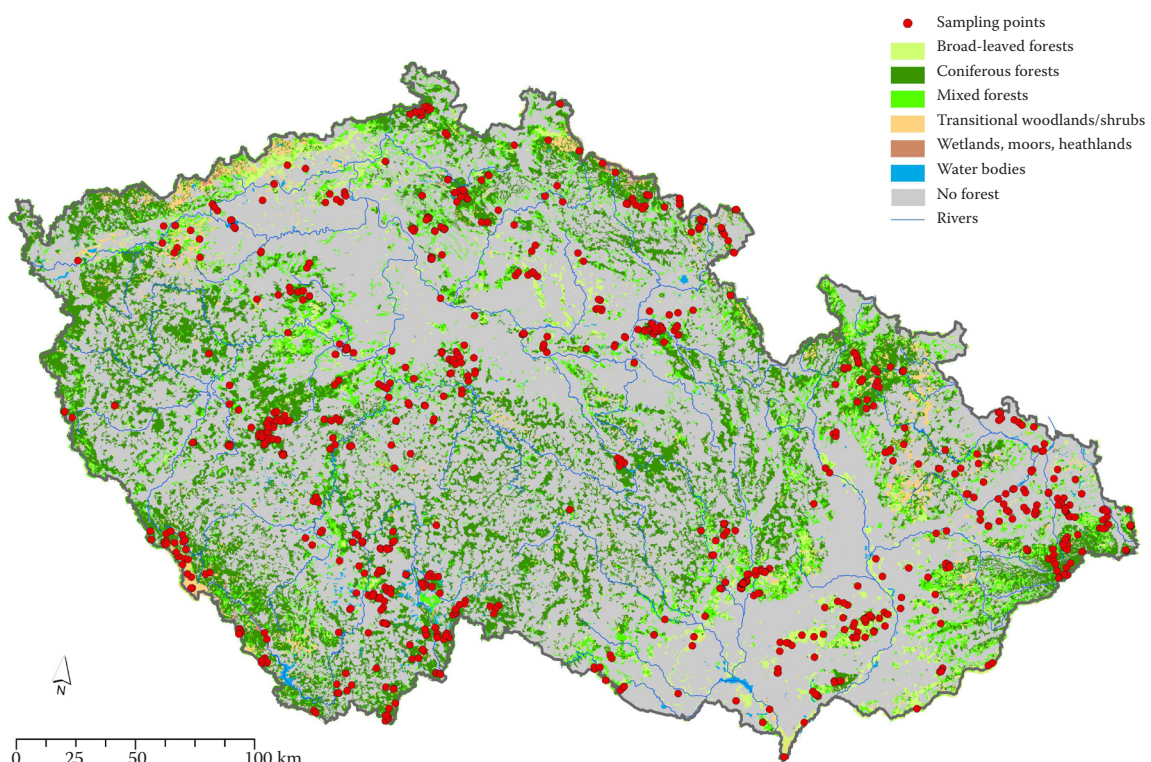 Sampling points
Broad-leaved forests
Coniferous forests
Mixed forests
Transitional woodlands/shrubs
Wetlands, moors, heathlands
Water bodies
No forest
Rivers
N
0 25 50 100 km